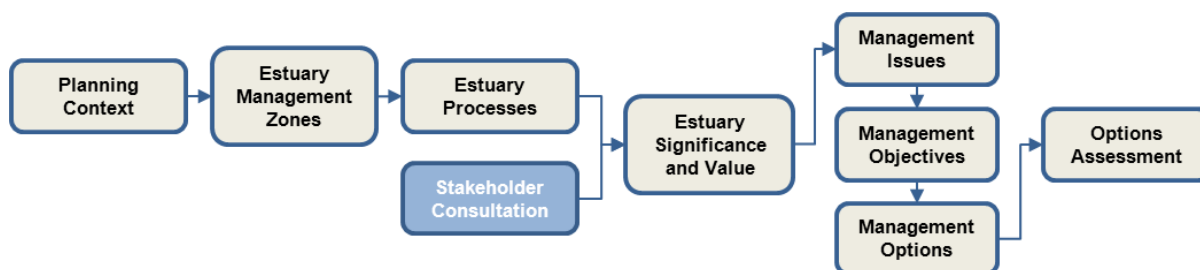 Planning
Context
Estuary
Management
Zones
Estuary
Processes
Stakeholder
Consultation
Estuary
Significance
and Value
Management
Issues
Management
Objectives
Management
Options
Options
Assessment